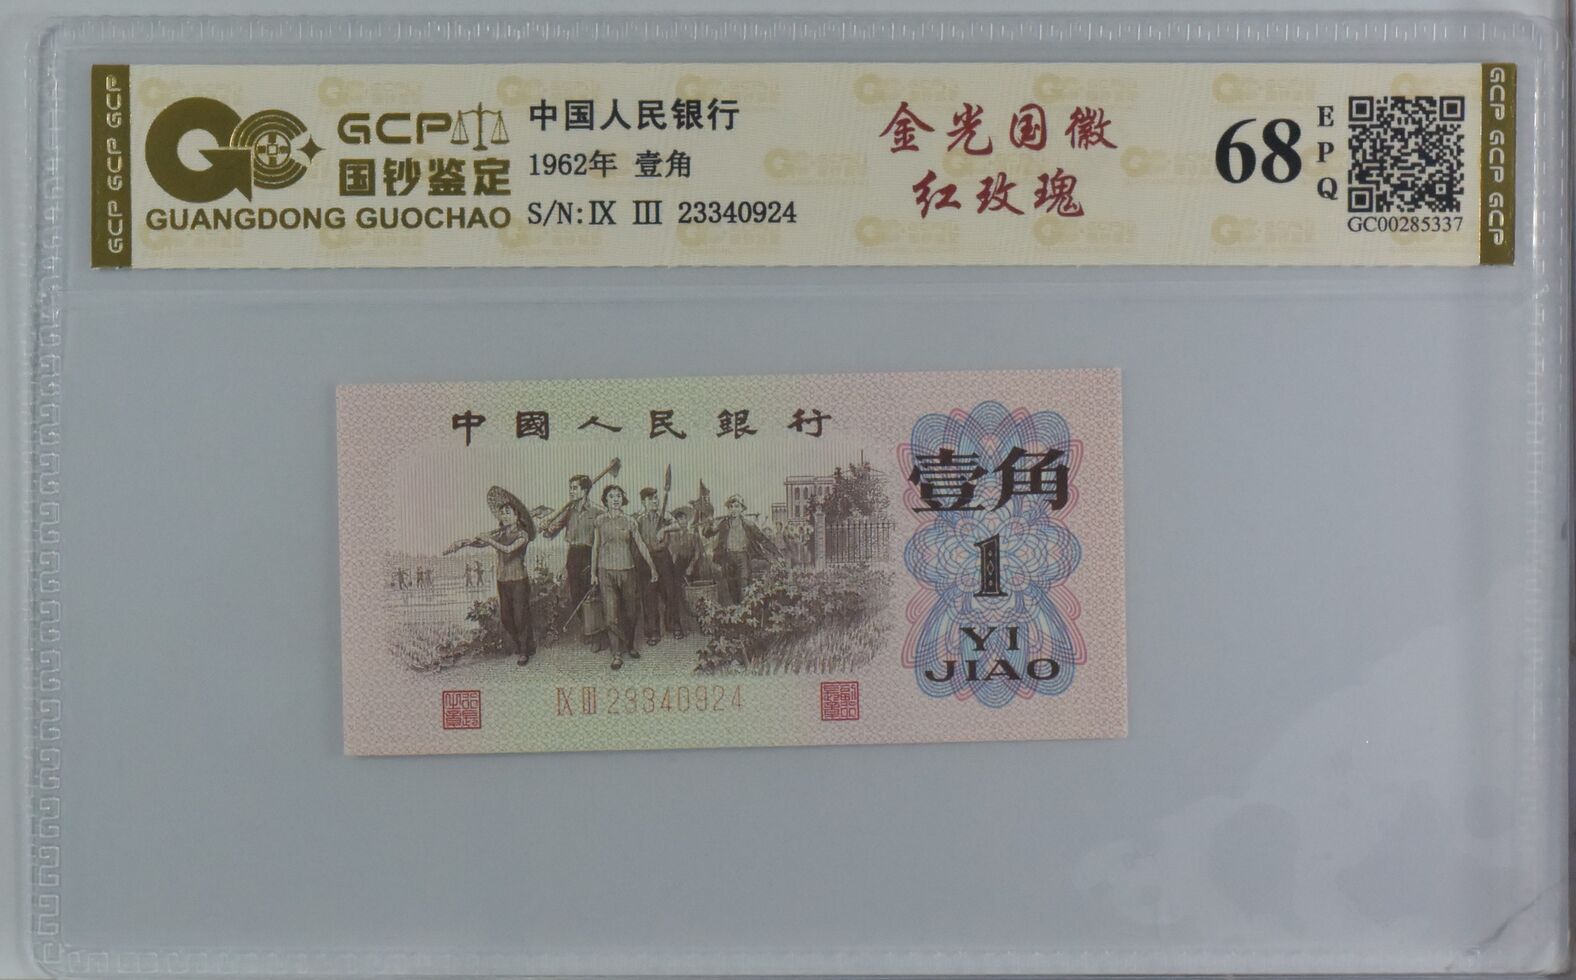 GCP GCP GCP
GCP
国钞鉴定
GUANGDONG GUOCHAO
中国人民银行
1962年 壹角
S/N:Ⅸ Ⅲ 23340924
金光国徽
红玫瑰
68
EPQ
GC00285337
GCP GCP GCP
中國人民銀行
壹角
1
YI
JIAO
Ⅸ Ⅲ 23340924